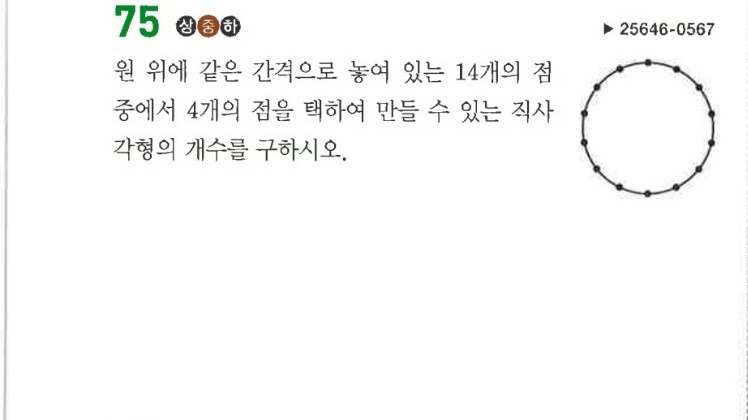 75 상 중 하
▶ 25646-0567
원 위에 같은 간격으로 놓여 있는 14개의 점
중에서 4개의 점을 택하여 만들 수 있는 직사
각형의 개수를 구하시오.